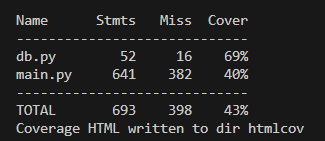 Name      Stmts   Miss  Cover
-----------------------------
db.py        52     16    69%
main.py     641    382    40%
-----------------------------
TOTAL       693    398    43%
Coverage HTML written to dir htmlcov